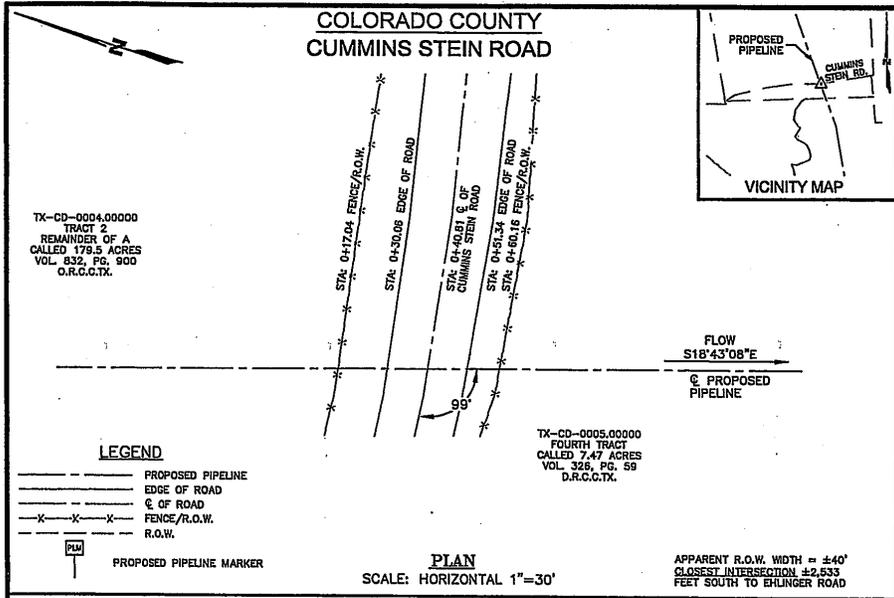 COLORADO COUNTY
CUMMINS STEIN ROAD
N
PROPOSED
PIPELINE
CUMMINS
STEIN RD.
N
VICINITY MAP
TX-CD-0004.00000
TRACT 2
REMAINDER OF A
CALLED 179.5 ACRES
VOL. 832, PG. 900
O.R.C.C.TX.
STA: 0+17.04 FENCE/R.O.W.
STA: 0+30.06 EDGE OF ROAD
STA: 0+40.81 ℄ OF
CUMMINS STEIN ROAD
STA: 0+51.34 EDGE OF ROAD
STA: 0+60.16 FENCE/R.O.W.
FLOW
S18°43'08"E
℄ PROPOSED
PIPELINE
99°
TX-CD-0005.00000
FOURTH TRACT
CALLED 7.47 ACRES
VOL. 326, PG. 59
D.R.C.C.TX.
LEGEND
PROPOSED PIPELINE
EDGE OF ROAD
℄ OF ROAD
FENCE/R.O.W.
R.O.W.
PLM
PROPOSED PIPELINE MARKER
PLAN
SCALE: HORIZONTAL 1"=30'
APPARENT R.O.W. WIDTH = ±40'
CLOSEST INTERSECTION ±2,533
FEET SOUTH TO EHLINGER ROAD